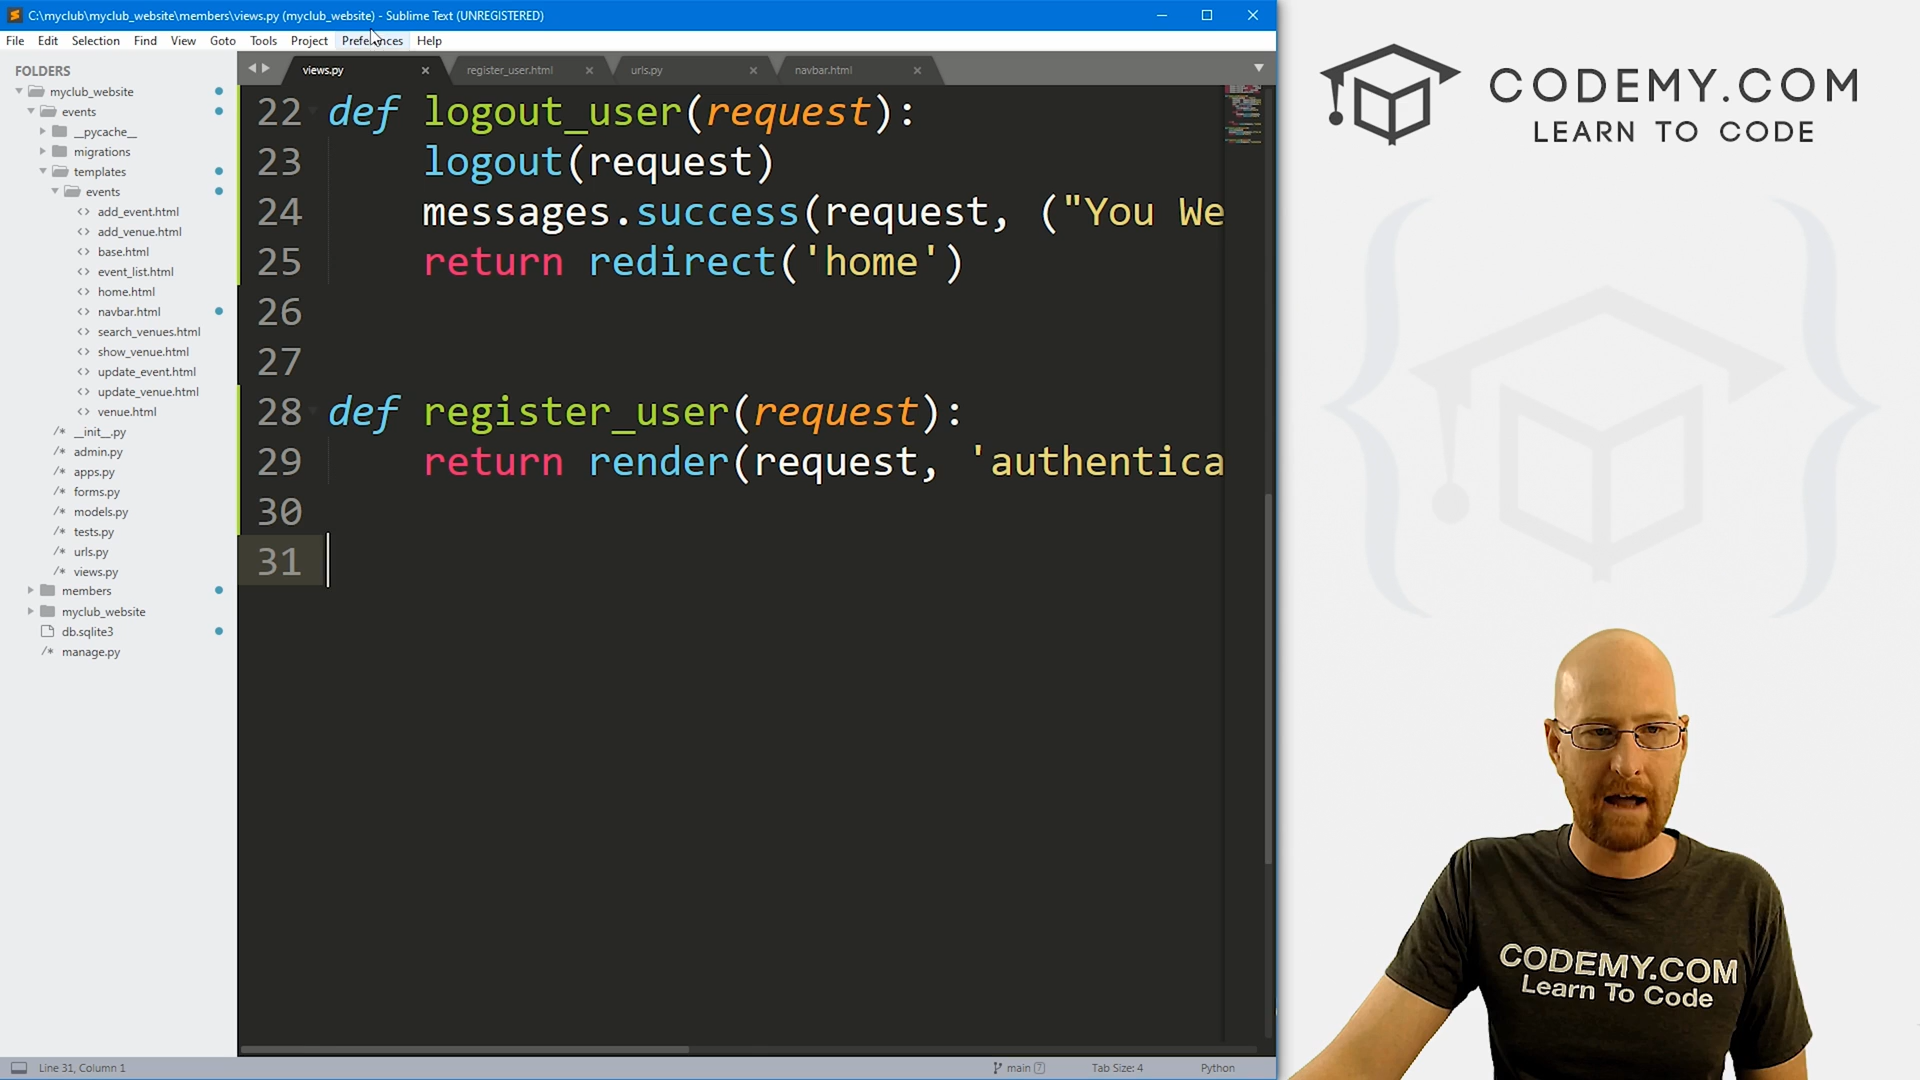 C:\myclub\myclub_website\members\views.py (myclub_website) - Sublime Text (UNREGISTERED)
File Edit Selection Find View Goto Tools Project Preferences Help
FOLDERS
myclub_website
events
__pycache__
migrations
templates
events
add_event.html
add_venue.html
base.html
event_list.html
home.html
navbar.html
search_venues.html
show_venue.html
update_event.html
update_venue.html
venue.html
/* __init__.py
/* admin.py
/* apps.py
/* forms.py
/* models.py
/* tests.py
/* urls.py
/* views.py
members
myclub_website
db.sqlite3
/* manage.py
views.py register_user.html urls.py navbar.html
22 def logout_user(request):
23 logout(request)
24 messages.success(request, ("You We
25 return redirect('home')
26
27
28 def register_user(request):
29 return render(request, 'authentica
30
31
Line 31, Column 1
main 7
Tab Size: 4
Python
CODEMY.COM
LEARN TO CODE
CODEMY.COM
Learn To Code